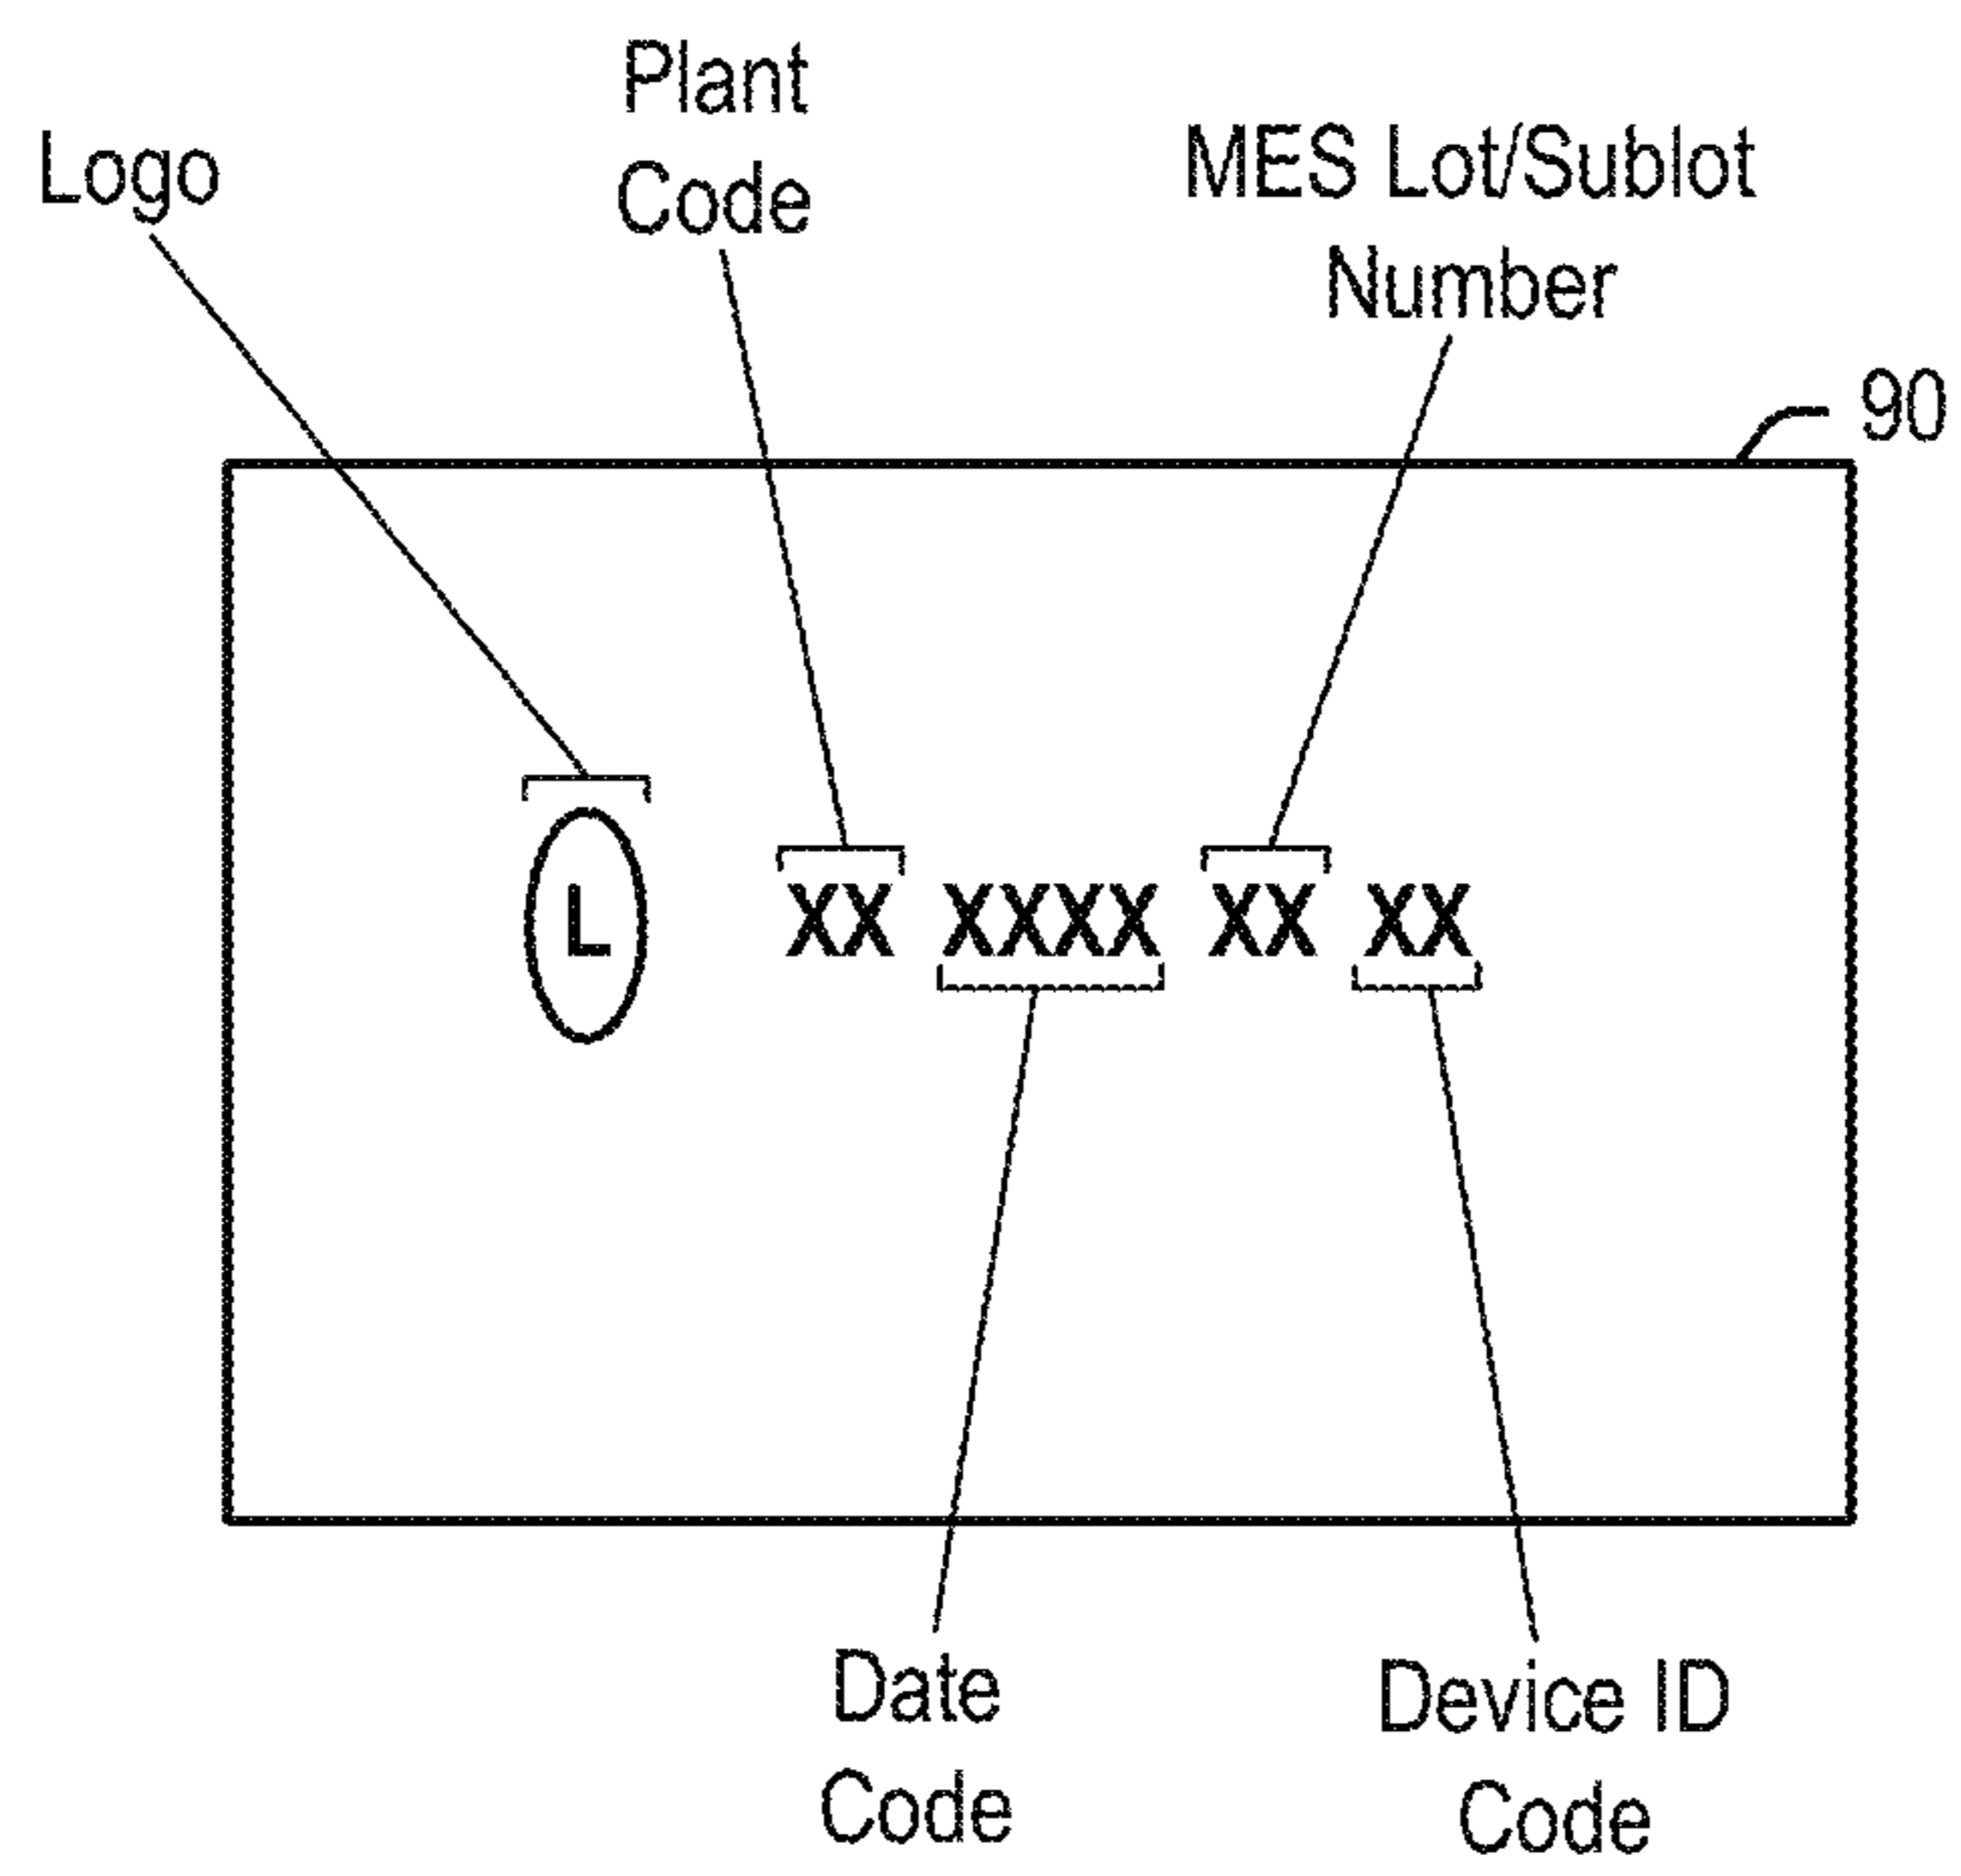 Plant
Code
Logo
MES Lot/Sublot
Number
90
L XX XXXX XX XX
Date
Code
Device ID
Code